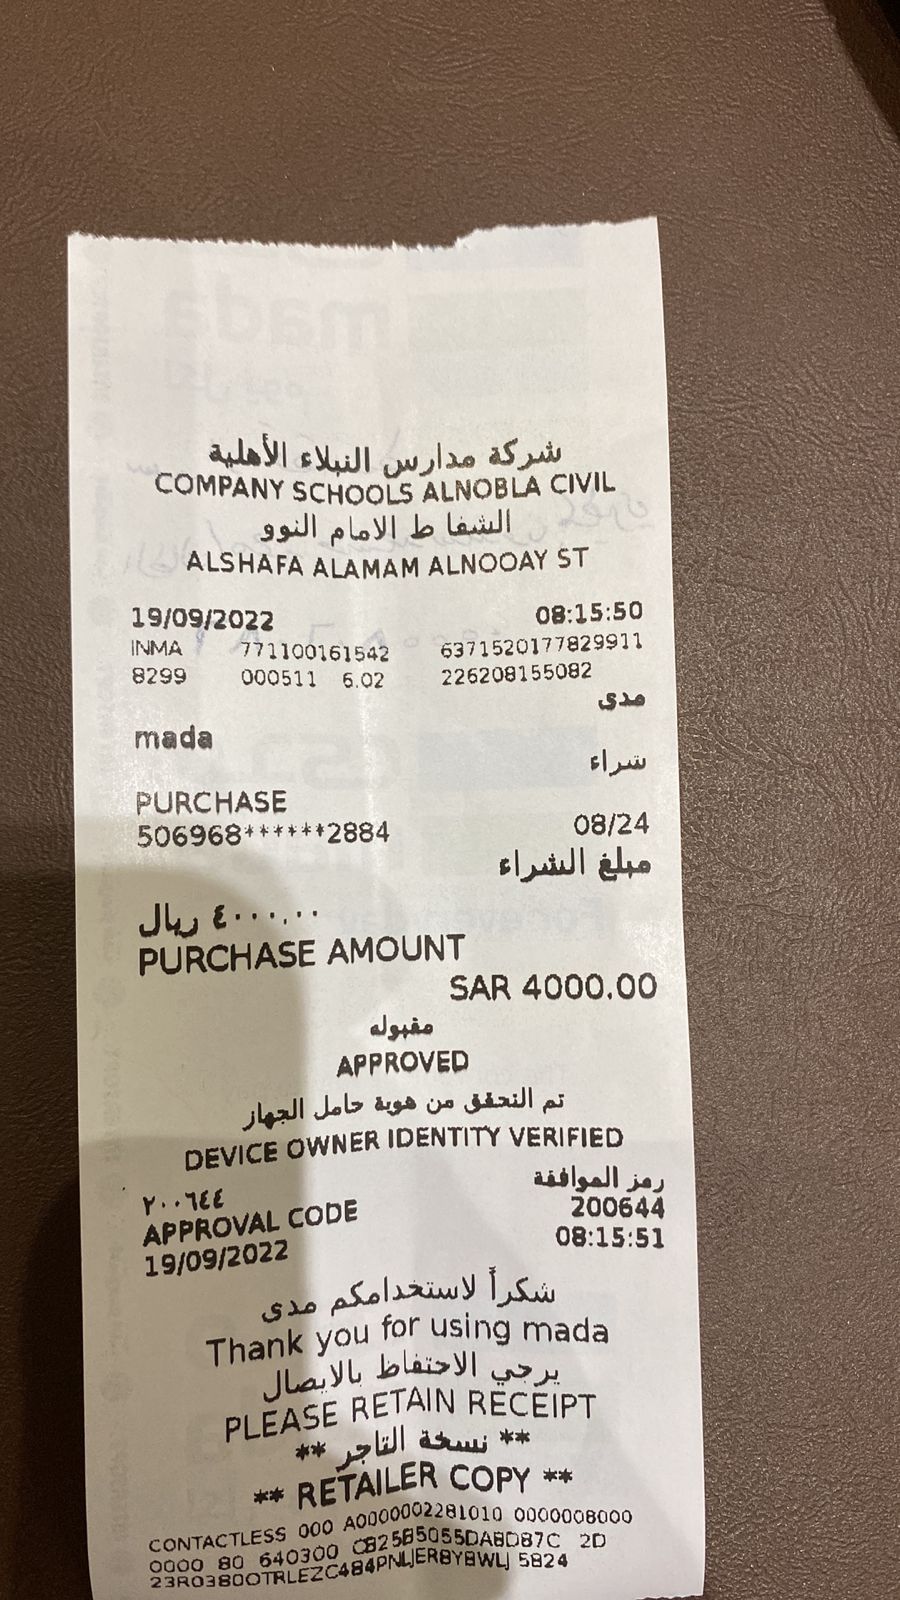 شركة مدارس النبلاء الأهلية
COMPANY SCHOOLS ALNOBLA CIVIL
الشفا ط الامام النوو
ALSHAFA ALAMAM ALNOOAY ST
19/09/2022 08:15:50
INMA 771100161542 6371520177829911
8299 000511 6.02 226208155082
مدى
mada
شراء
PURCHASE
506968******2884 08/24
مبلغ الشراء
٤٠٠٠.٠٠ ريال
PURCHASE AMOUNT
SAR 4000.00
مقبوله
APPROVED
تم التحقق من هوية حامل الجهاز
DEVICE OWNER IDENTITY VERIFIED
رمز الموافقة
٢٠٠٦٤٤
APPROVAL CODE 200644
19/09/2022 08:15:51
شكراً لاستخدامكم مدى
Thank you for using mada
يرجي الاحتفاظ بالايصال
PLEASE RETAIN RECEIPT
** نسخة التاجر **
** RETAILER COPY **
CONTACTLESS 000 A0000002281010 0000008000
0000 80 640300 CB25B5055DABD87C 2D
5824